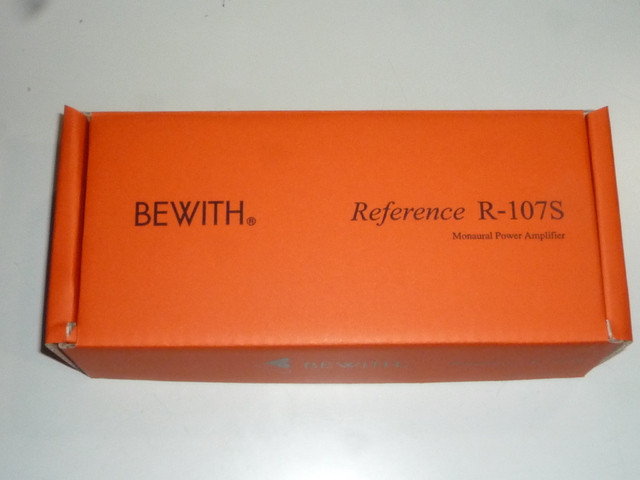 BEWITH®
Reference R-107S
Monaural Power Amplifier
BEWITH